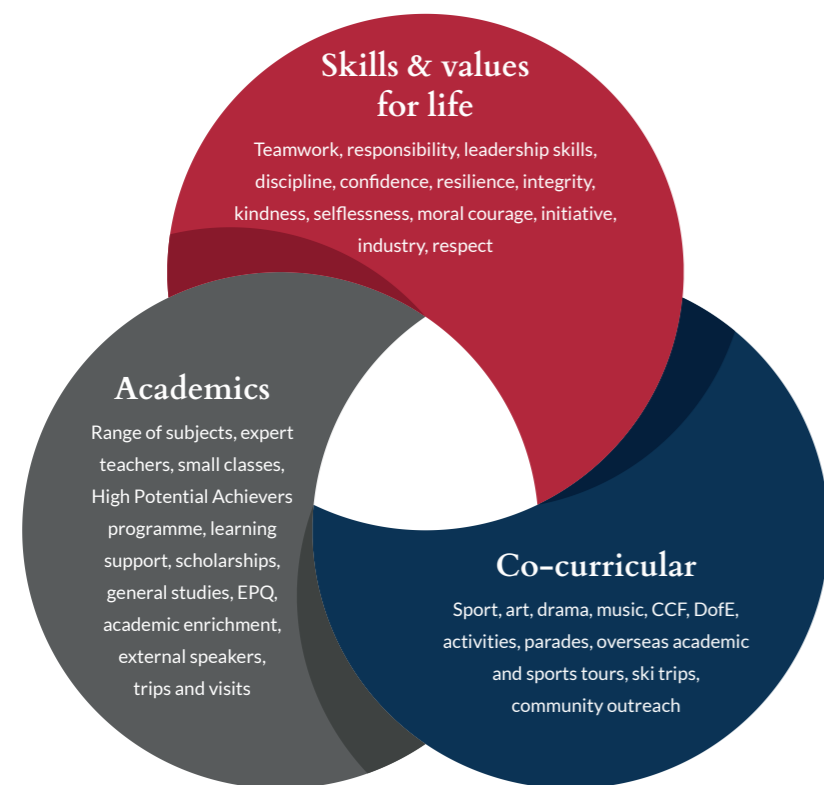 Skills & values
for life
Teamwork, responsibility, leadership skills,
discipline, confidence, resilience, integrity,
kindness, selflessness, moral courage, initiative,
industry, respect
Academics
Range of subjects, expert
teachers, small classes,
High Potential Achievers
programme, learning
support, scholarships,
general studies, EPQ,
academic enrichment,
external speakers,
trips and visits
Co-curricular
Sport, art, drama, music, CCF, DofE,
activities, parades, overseas academic
and sports tours, ski trips,
community outreach